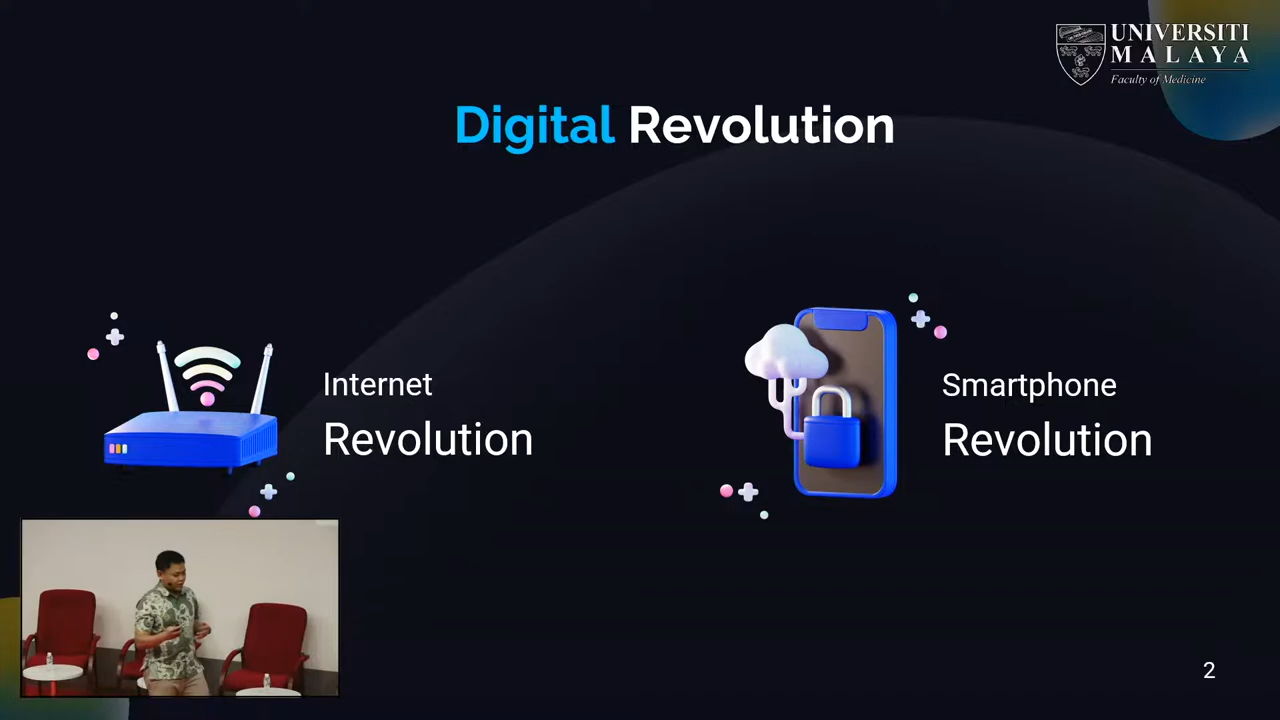 UNIVERSITI
MALAYA
Faculty of Medicine
Digital Revolution
Internet
Revolution
Smartphone
Revolution
2